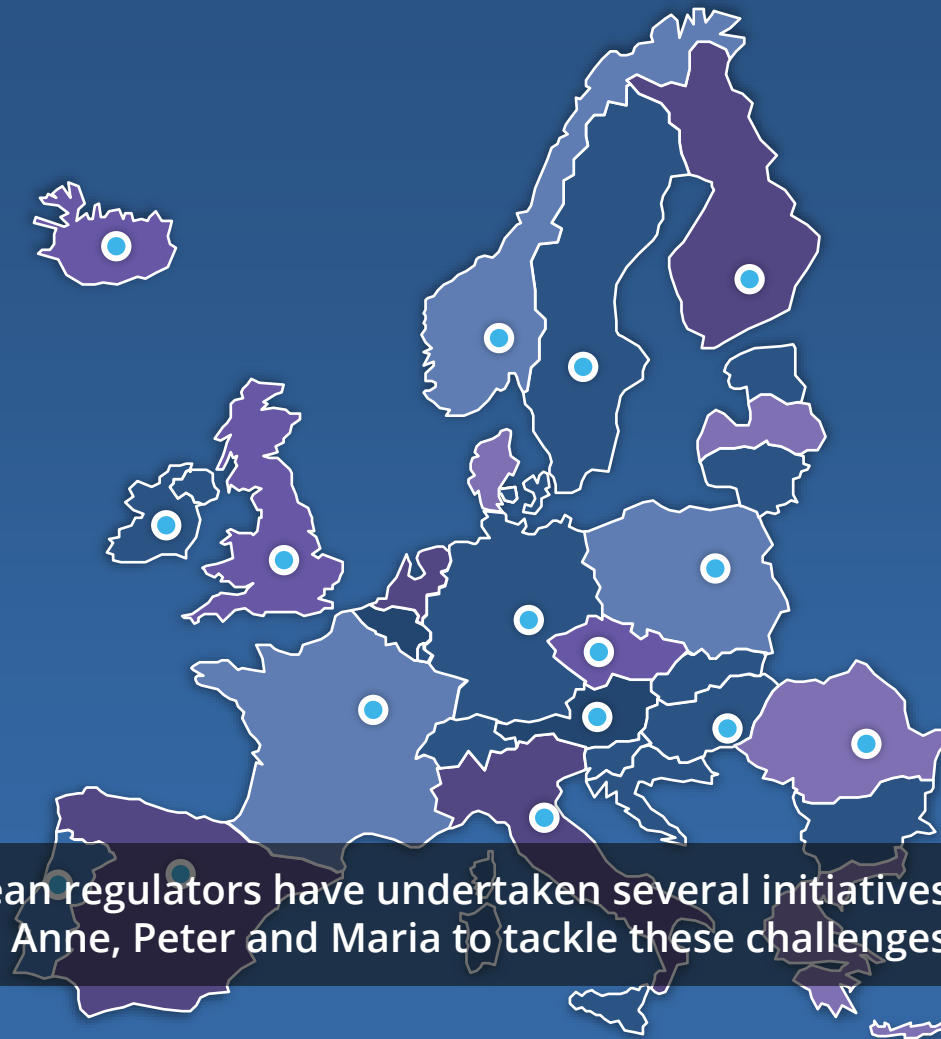 ean regulators have undertaken several initiatives
Anne, Peter and Maria to tackle these challenges